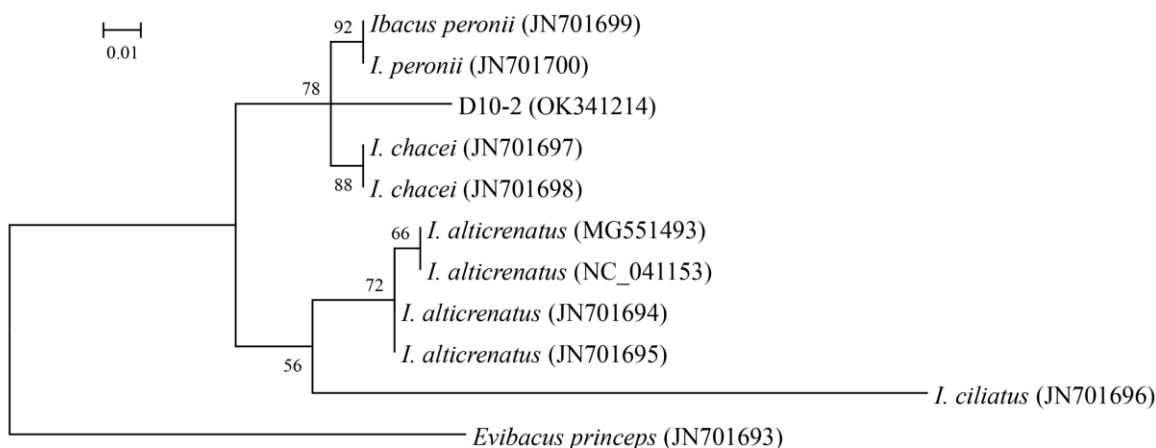 92 Ibacus peronii (JN701699)
0.01
I. peronii (JN701700)
78
D10-2 (OK341214)
I. chacei (JN701697)
88 I. chacei (JN701698)
66 I. alticrenatus (MG551493)
I. alticrenatus (NC_041153)
72
I. alticrenatus (JN701694)
I. alticrenatus (JN701695)
56
I. ciliatus (JN701696)
Evibacus princeps (JN701693)